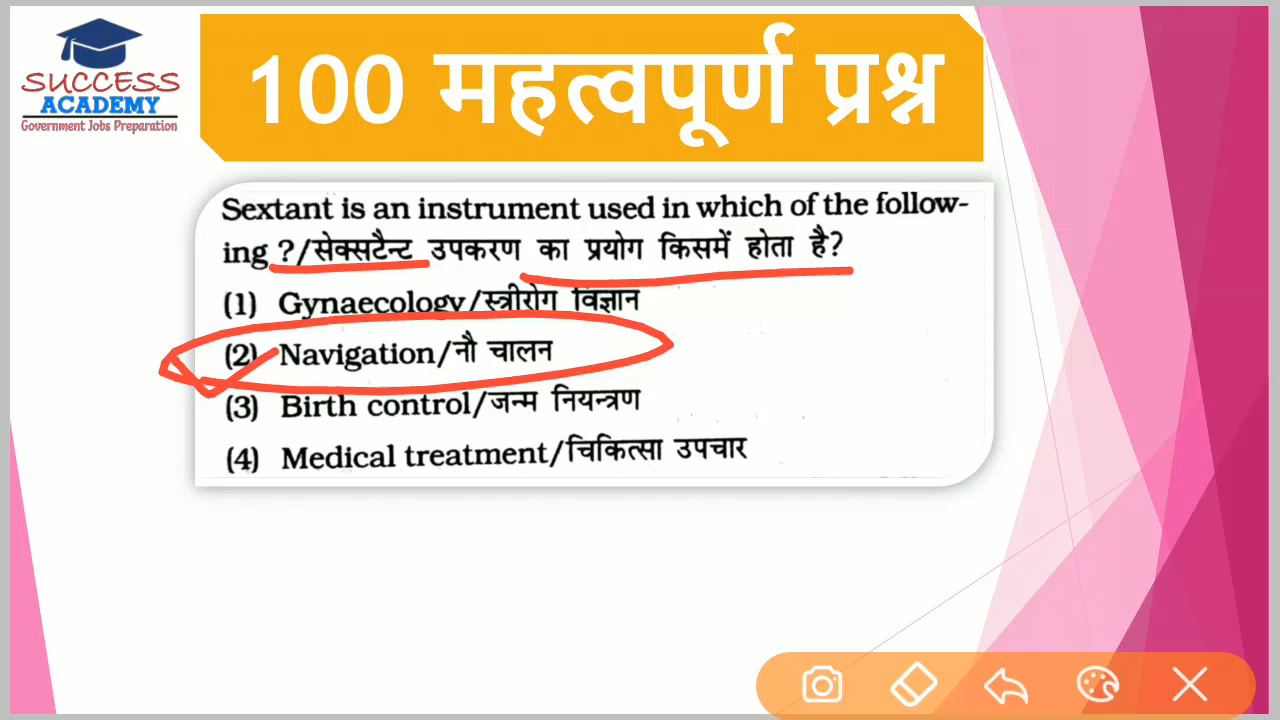 SUCCESS
ACADEMY
Government Jobs Preparation
100 महत्वपूर्ण प्रश्न
Sextant is an instrument used in which of the follow-
ing ?/सेक्सटैन्ट उपकरण का प्रयोग किसमें होता है?
(1) Gynaecology/स्त्रीरोग विज्ञान
(2) Navigation/नौ चालन
(3) Birth control/जन्म नियन्त्रण
(4) Medical treatment/चिकित्सा उपचार